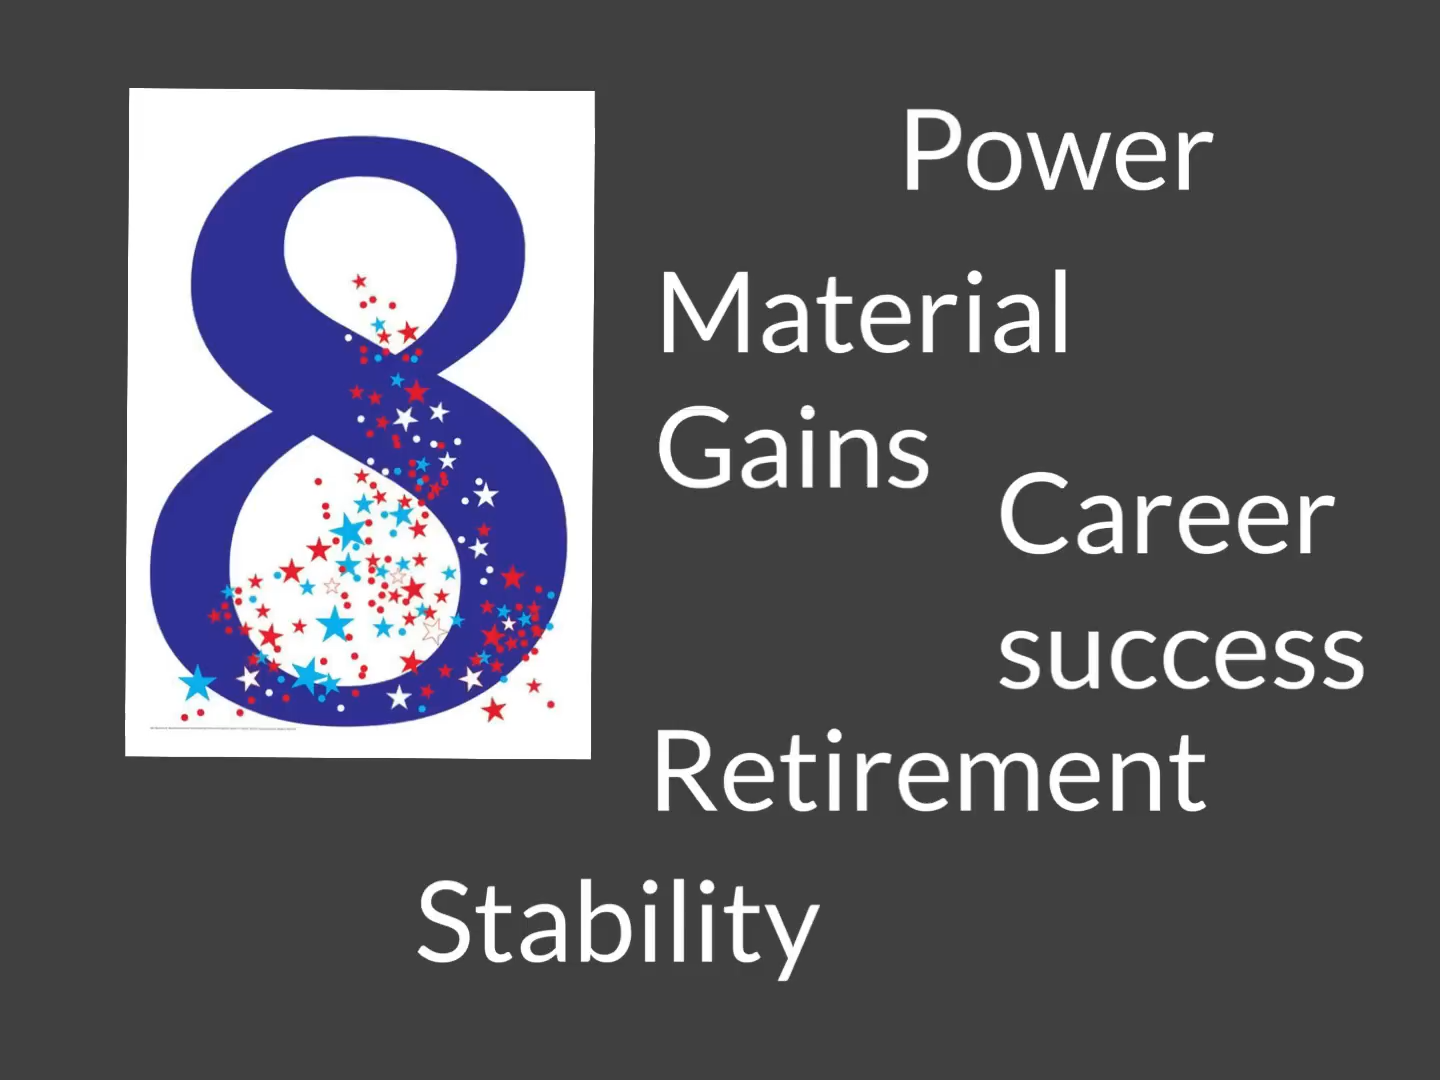 8
Power
Material
Gains
Career
success
Retirement
Stability